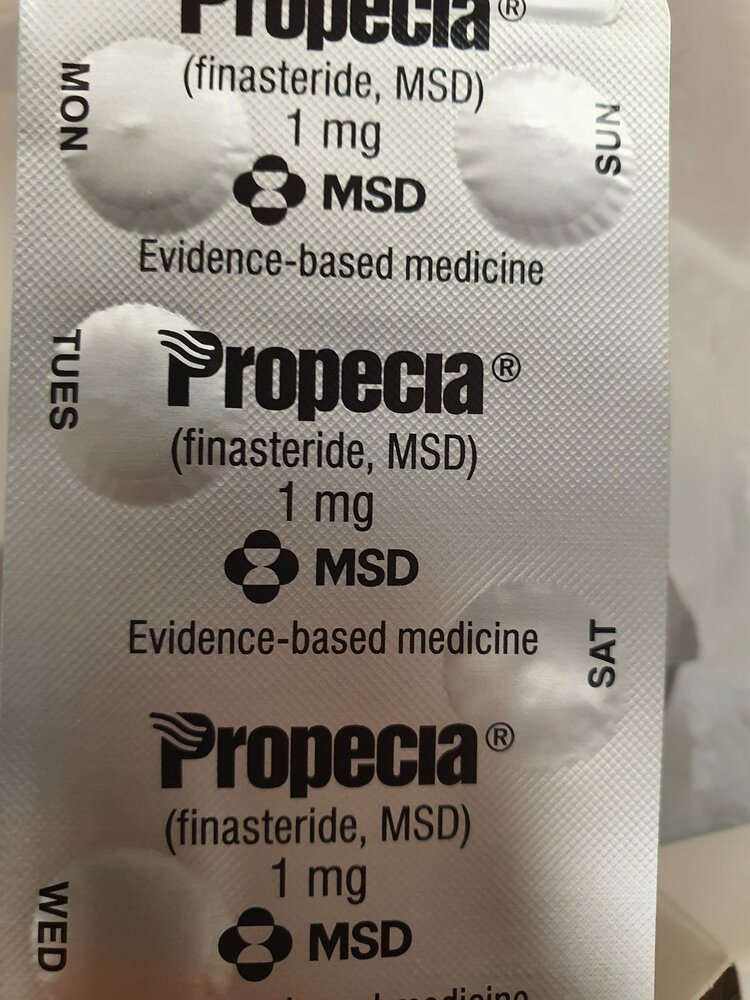 Propecia®
(finasteride, MSD)
1 mg
MSD
Evidence-based medicine
MON
SUN
Propecia®
(finasteride, MSD)
1 mg
MSD
Evidence-based medicine
TUES
SAT
Propecia®
(finasteride, MSD)
1 mg
MSD
medicine
WED